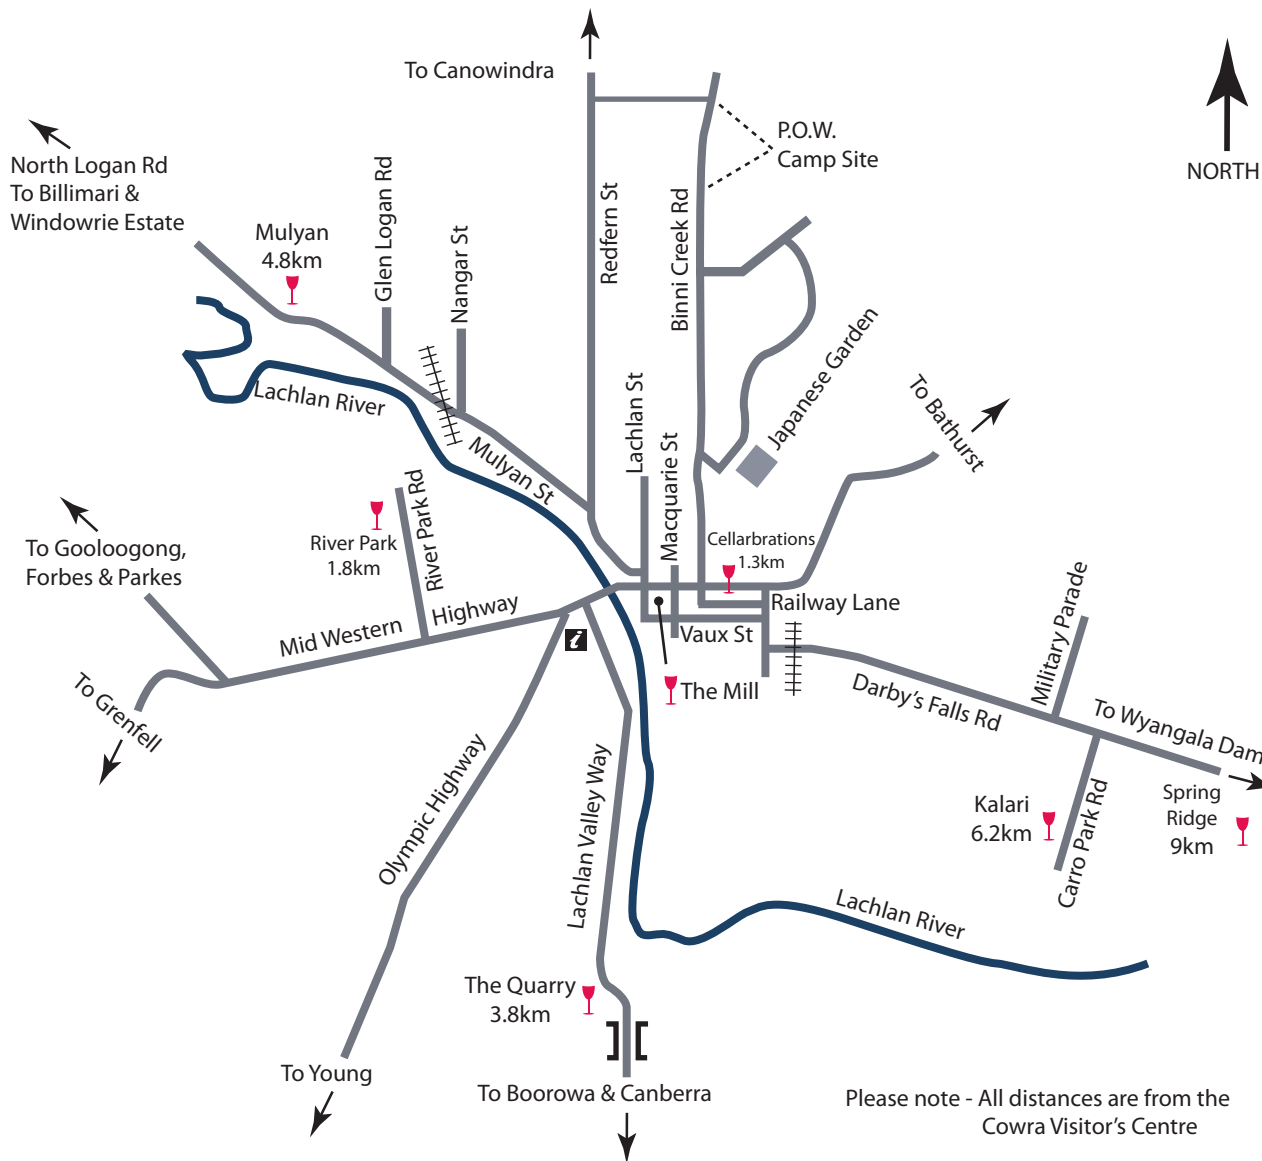 To Canowindra
NORTH
North Logan Rd
To Billimari &
Windowrie Estate
P.O.W.
Camp Site
Mulyan
4.8km
Glen Logan Rd
Nangar St
Redfern St
Binni Creek Rd
Japanese Garden
Lachlan River
Lachlan St
Macquarie St
To Bathurst
Mulyan St
River Park Rd
River Park
1.8km
To Gooloogong,
Forbes & Parkes
Cellarbrations
1.3km
Mid Western Highway
Railway Lane
Vaux St
i
The Mill
Military Parade
Darby's Falls Rd
To Wyangala Dam
To Grenfell
Olympic Highway
Lachlan Valley Way
Kalari
6.2km
Carro Park Rd
Spring
Ridge
9km
Lachlan River
The Quarry
3.8km
To Young
To Boorowa & Canberra
Please note - All distances are from the
Cowra Visitor's Centre